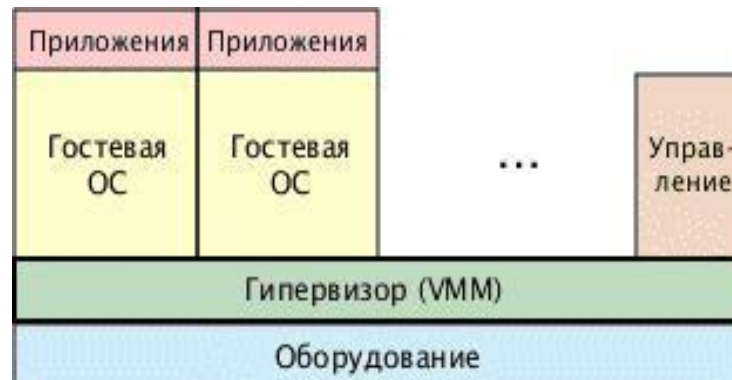 Приложения
Приложения
Гостевая
ОС
Гостевая
ОС
...
Управ-
ление
Гипервизор (VMM)
Оборудование